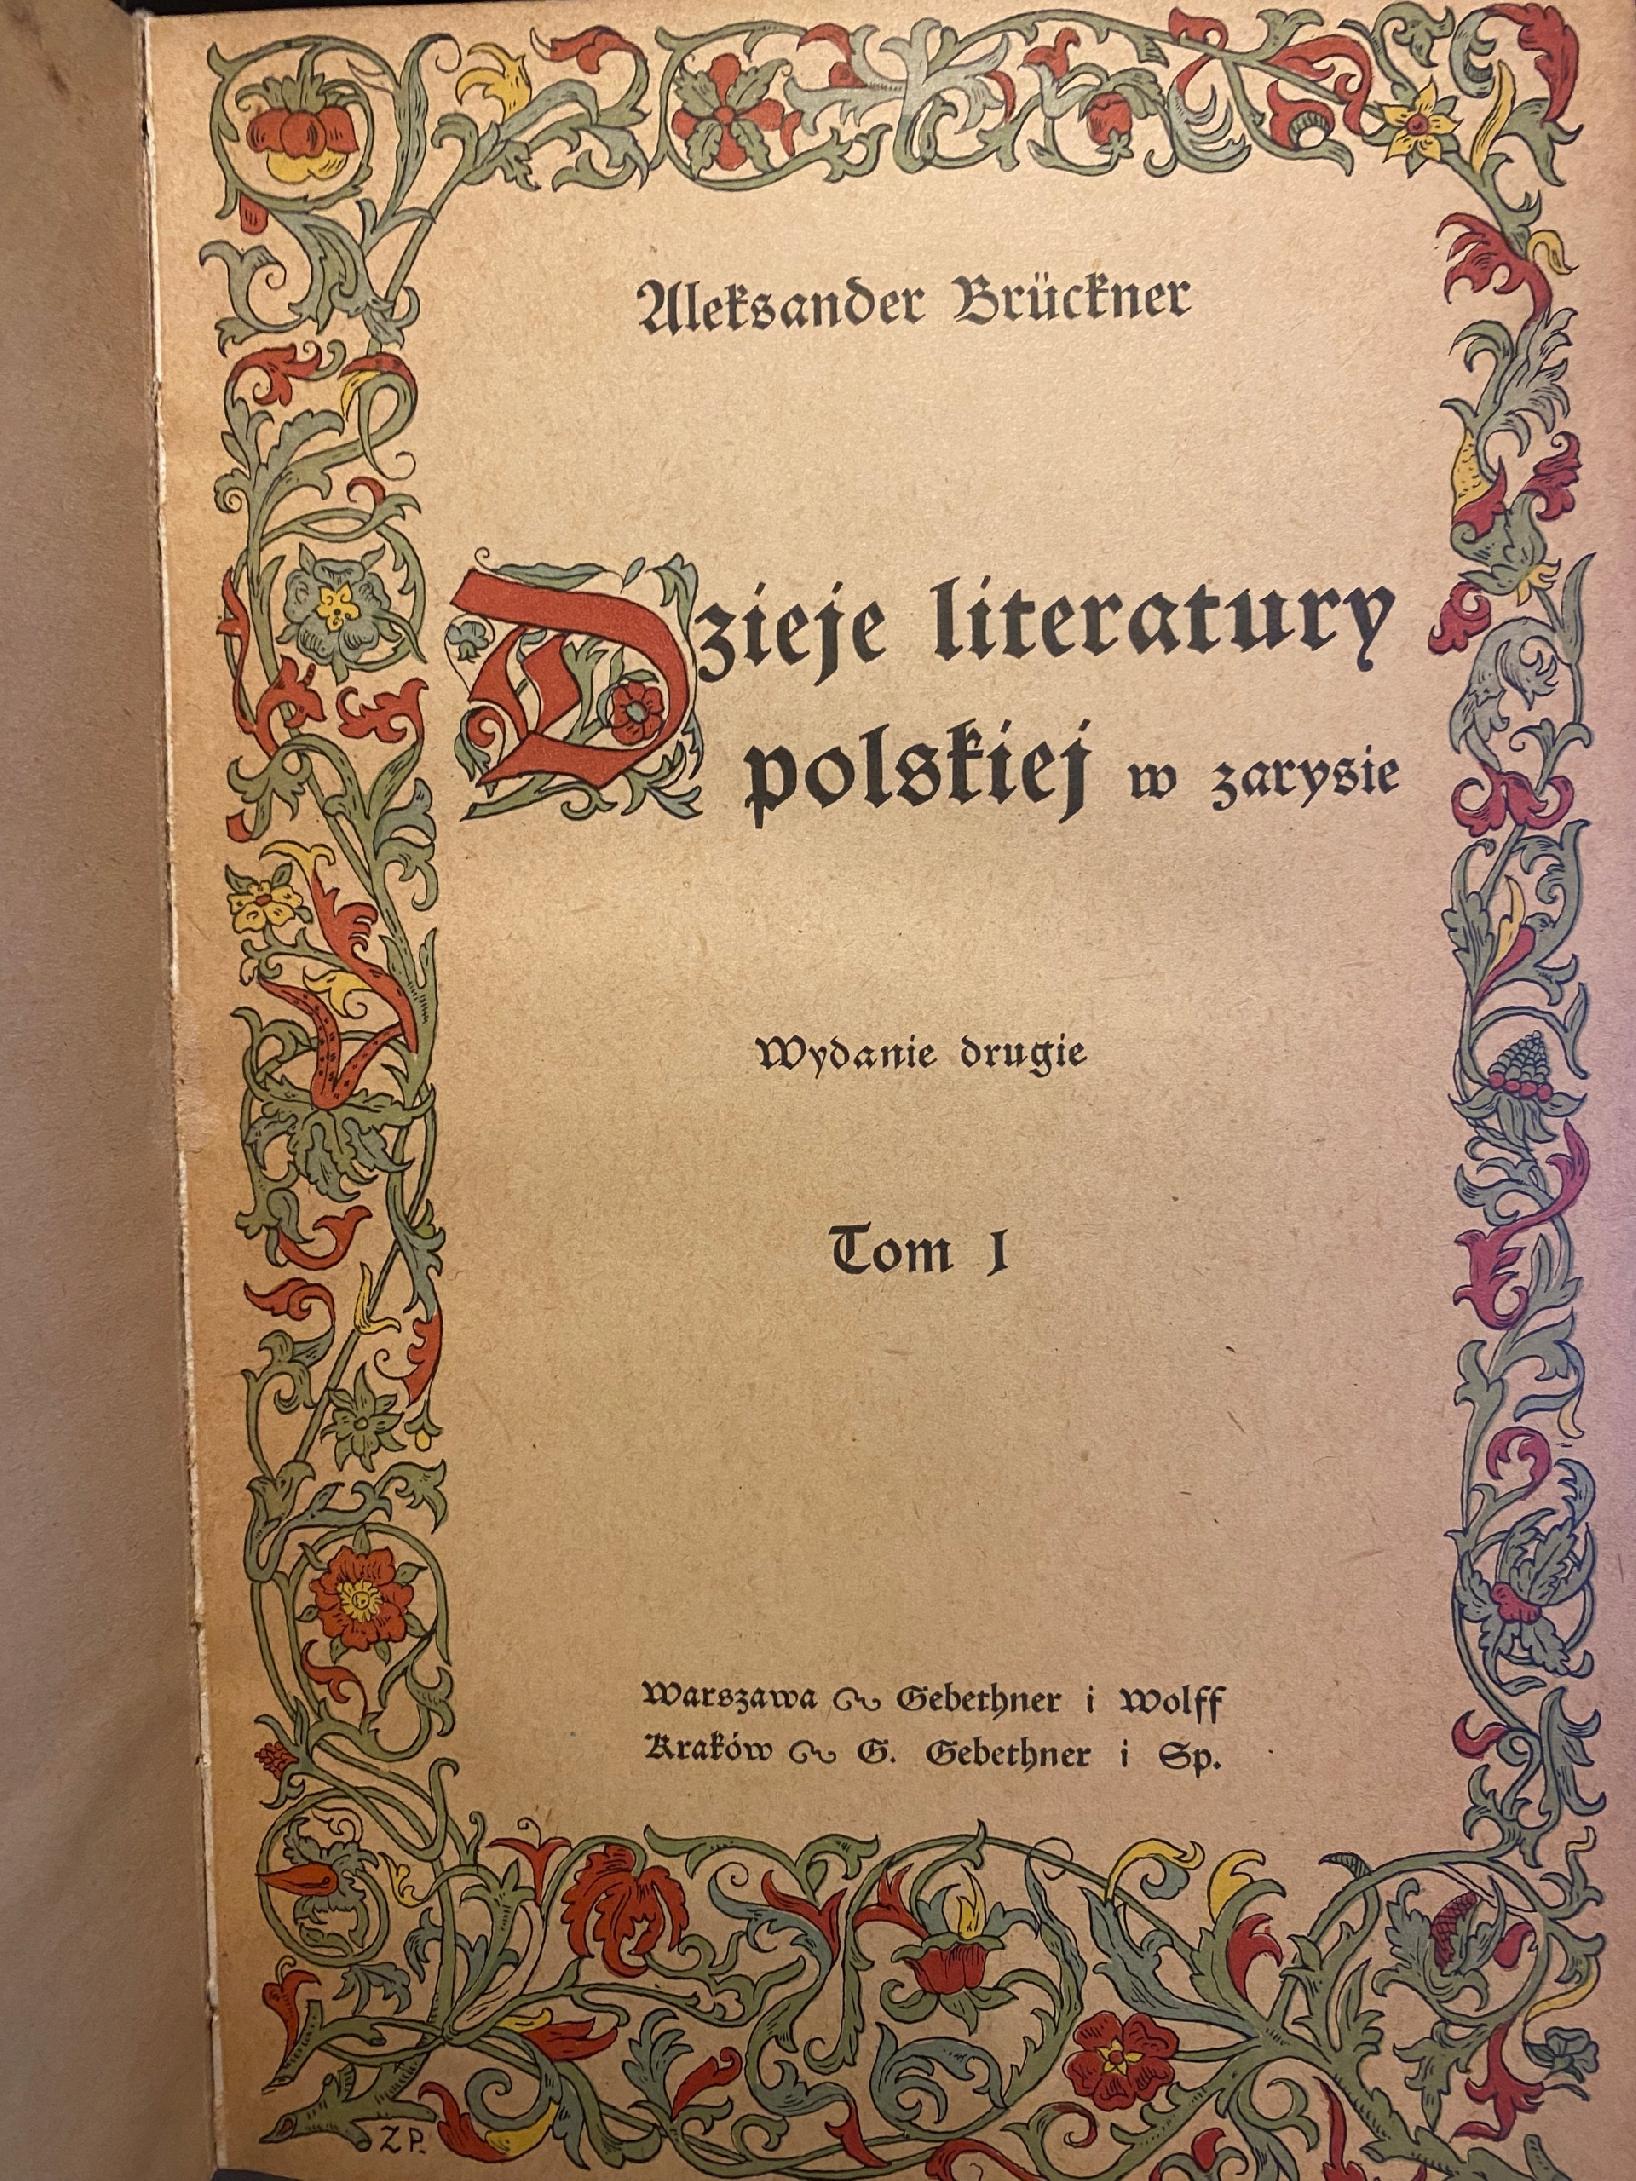 Aleksander Brückner
Dzieje literatury
polskiej w zarysie
Wydanie drugie
Tom I
Warszawa Gebethner i Wolff
Kraków G. Gebethner i Sp.
ZP.